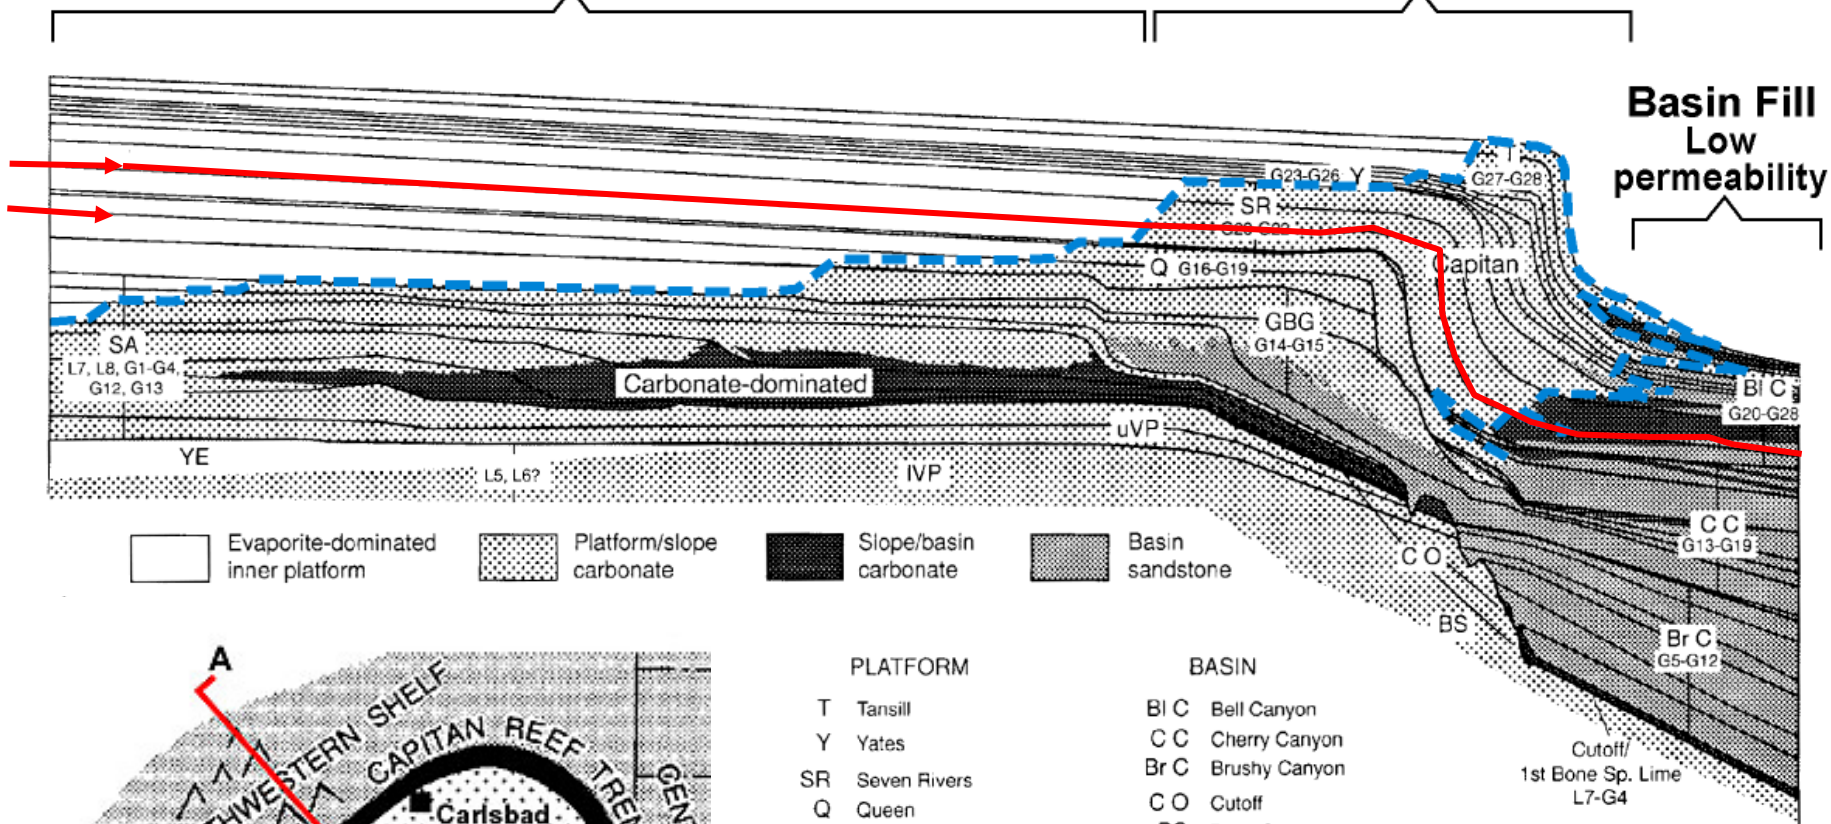 Basin Fill
Low
permeability
G23-G26 Y
T
G27-G28
SR
Q G16-G19
Capitan
GBG
G14-G15
SA
L7, L8, G1-G4,
G12, G13
Carbonate-dominated
Bl C
G20-G28
uVP
YE
L5, L6?
lVP
C C
G13-G19
C O
BS
Br C
G5-G12
Evaporite-dominated
inner platform
Platform/slope
carbonate
Slope/basin
carbonate
Basin
sandstone
Cutoff/
1st Bone Sp. Lime
L7-G4
A
SHELF
CAPITAN REEF
Carlsbad
PLATFORM
T Tansill
Y Yates
SR Seven Rivers
Q Queen
BASIN
Bl C Bell Canyon
C C Cherry Canyon
Br C Brushy Canyon
C O Cutoff